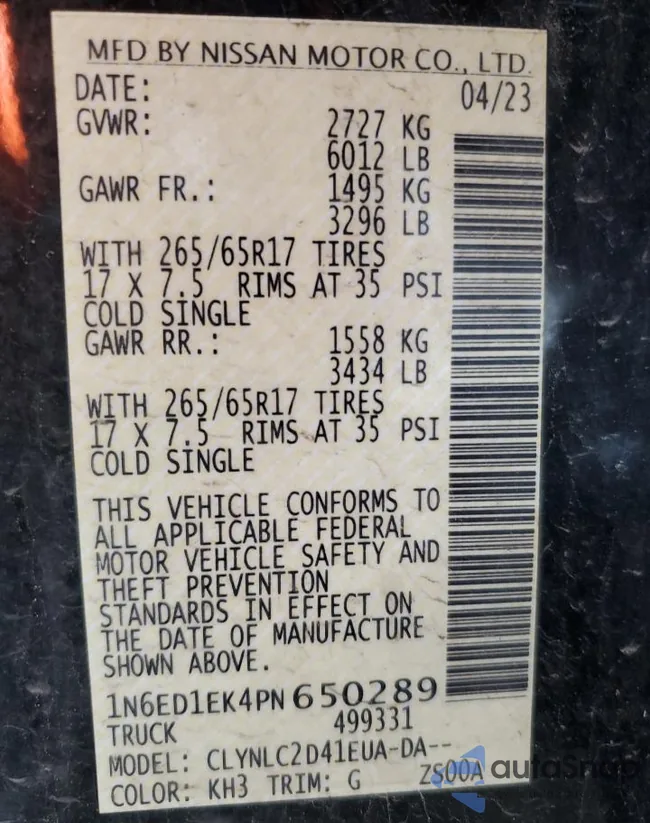 MFD BY NISSAN MOTOR CO., LTD.
DATE: 04/23
GVWR: 2727 KG
6012 LB
GAWR FR.: 1495 KG
3296 LB
WITH 265/65R17 TIRES
17 X 7.5 RIMS AT 35 PSI
COLD SINGLE
GAWR RR.: 1558 KG
3434 LB
WITH 265/65R17 TIRES
17 X 7.5 RIMS AT 35 PSI
COLD SINGLE
THIS VEHICLE CONFORMS TO
ALL APPLICABLE FEDERAL
MOTOR VEHICLE SAFETY AND
THEFT PREVENTION
STANDARDS IN EFFECT ON
THE DATE OF MANUFACTURE
SHOWN ABOVE.
1N6ED1EK4PN650289
TRUCK 499331
MODEL: CLYNLC2D41EUA-DA--
COLOR: KH3 TRIM: G ZS00A
autoSnap